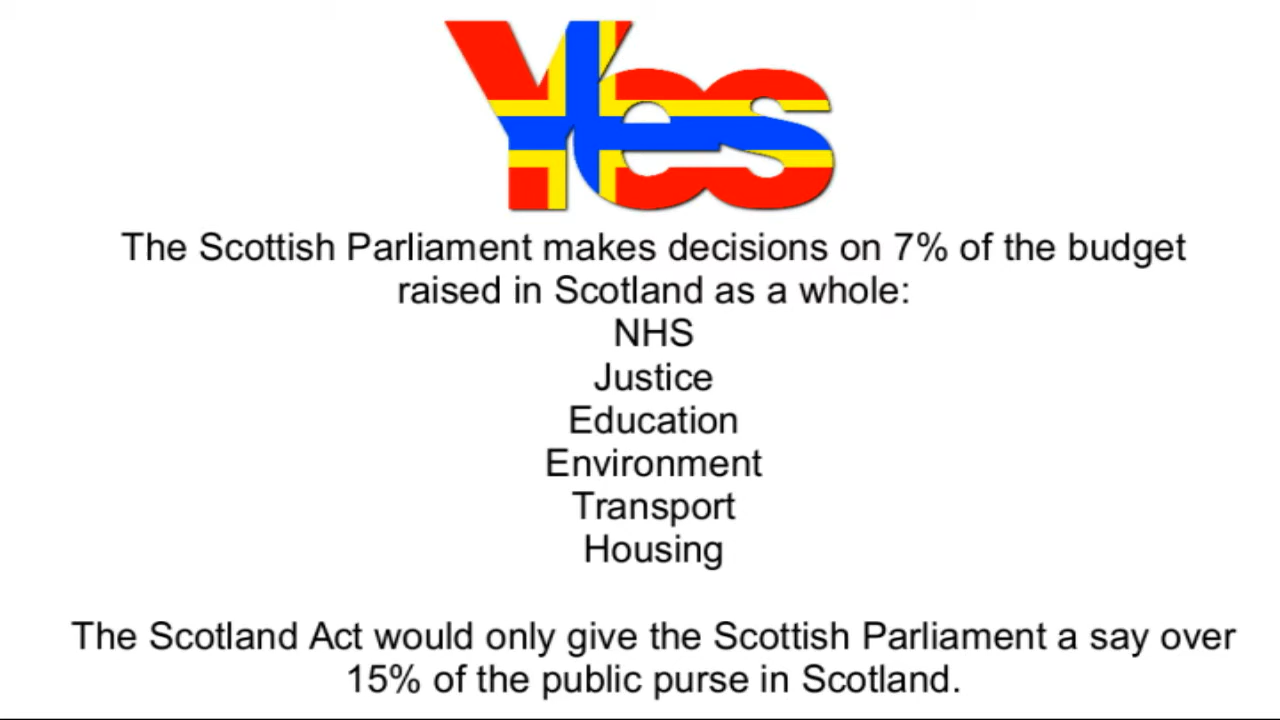 Yes
The Scottish Parliament makes decisions on 7% of the budget
raised in Scotland as a whole:
NHS
Justice
Education
Environment
Transport
Housing
The Scotland Act would only give the Scottish Parliament a say over
15% of the public purse in Scotland.